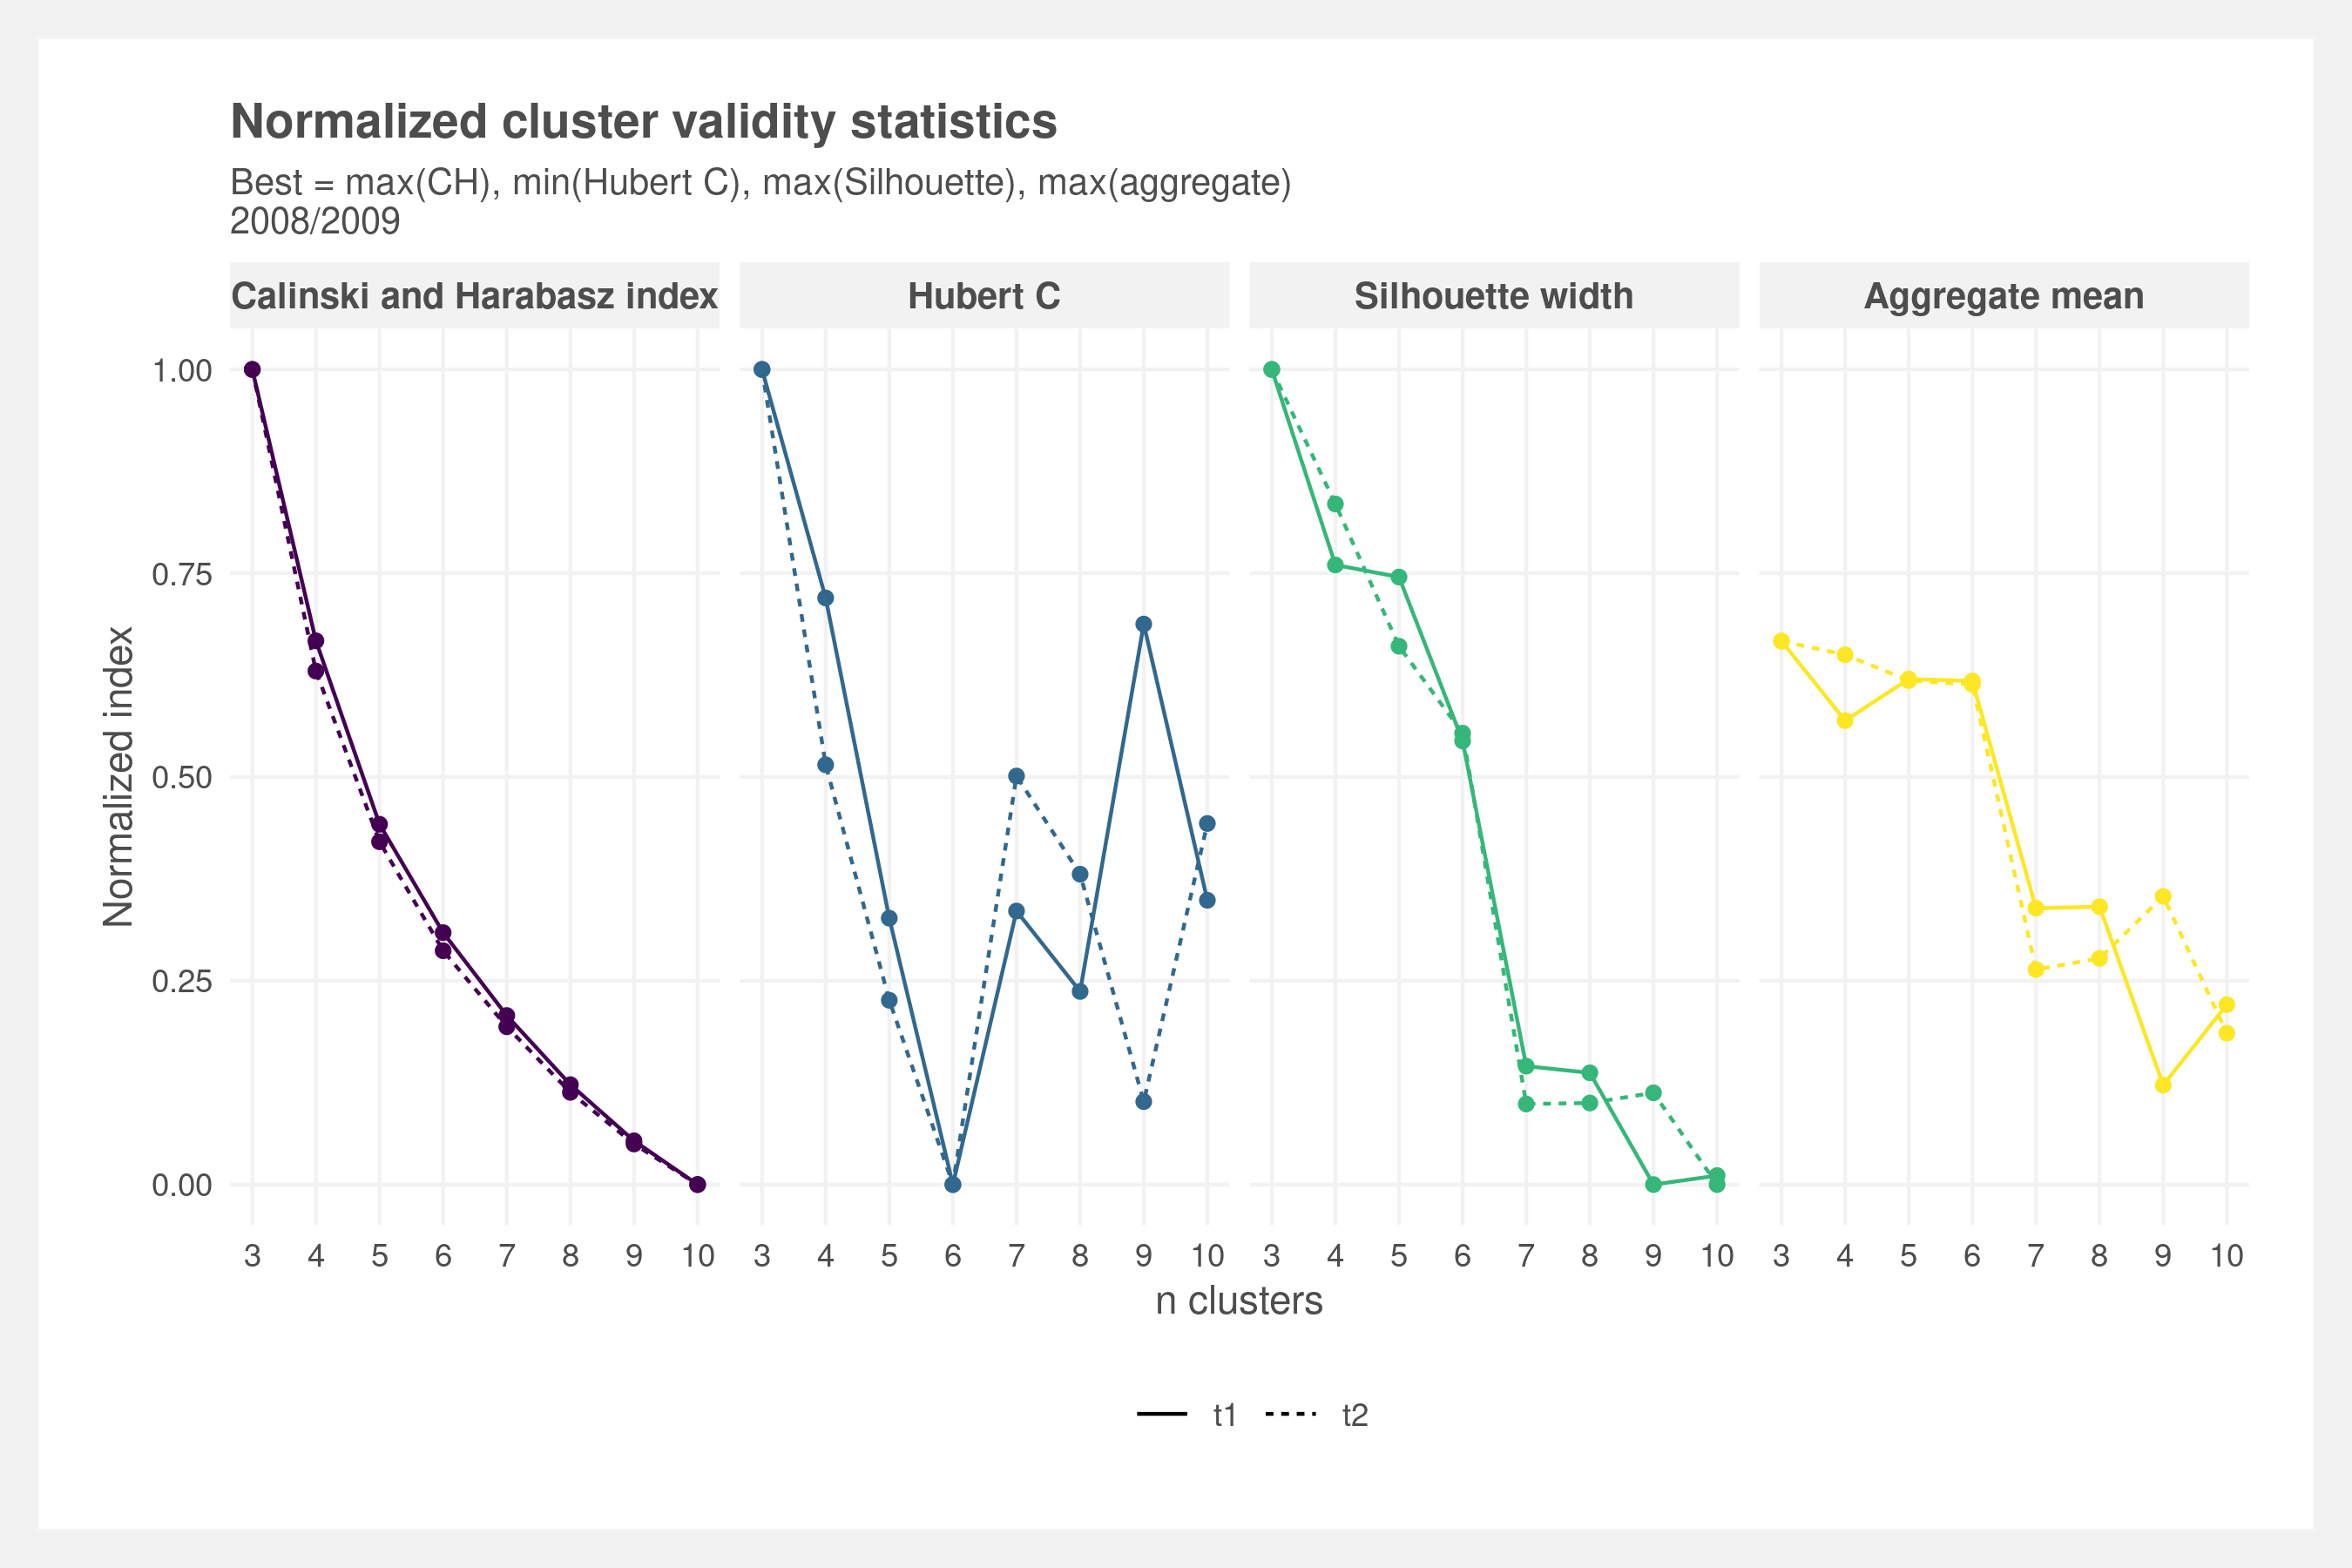 Normalized cluster validity statistics
Best = max(CH), min(Hubert C), max(Silhouette), max(aggregate)
2008/2009
Calinski and Harabasz index
Hubert C
Silhouette width
Aggregate mean
Normalized index
1.00
0.75
0.50
0.25
0.00
3 4 5 6 7 8 9 10
3 4 5 6 7 8 9 10
3 4 5 6 7 8 9 10
3 4 5 6 7 8 9 10
n clusters
t1 t2